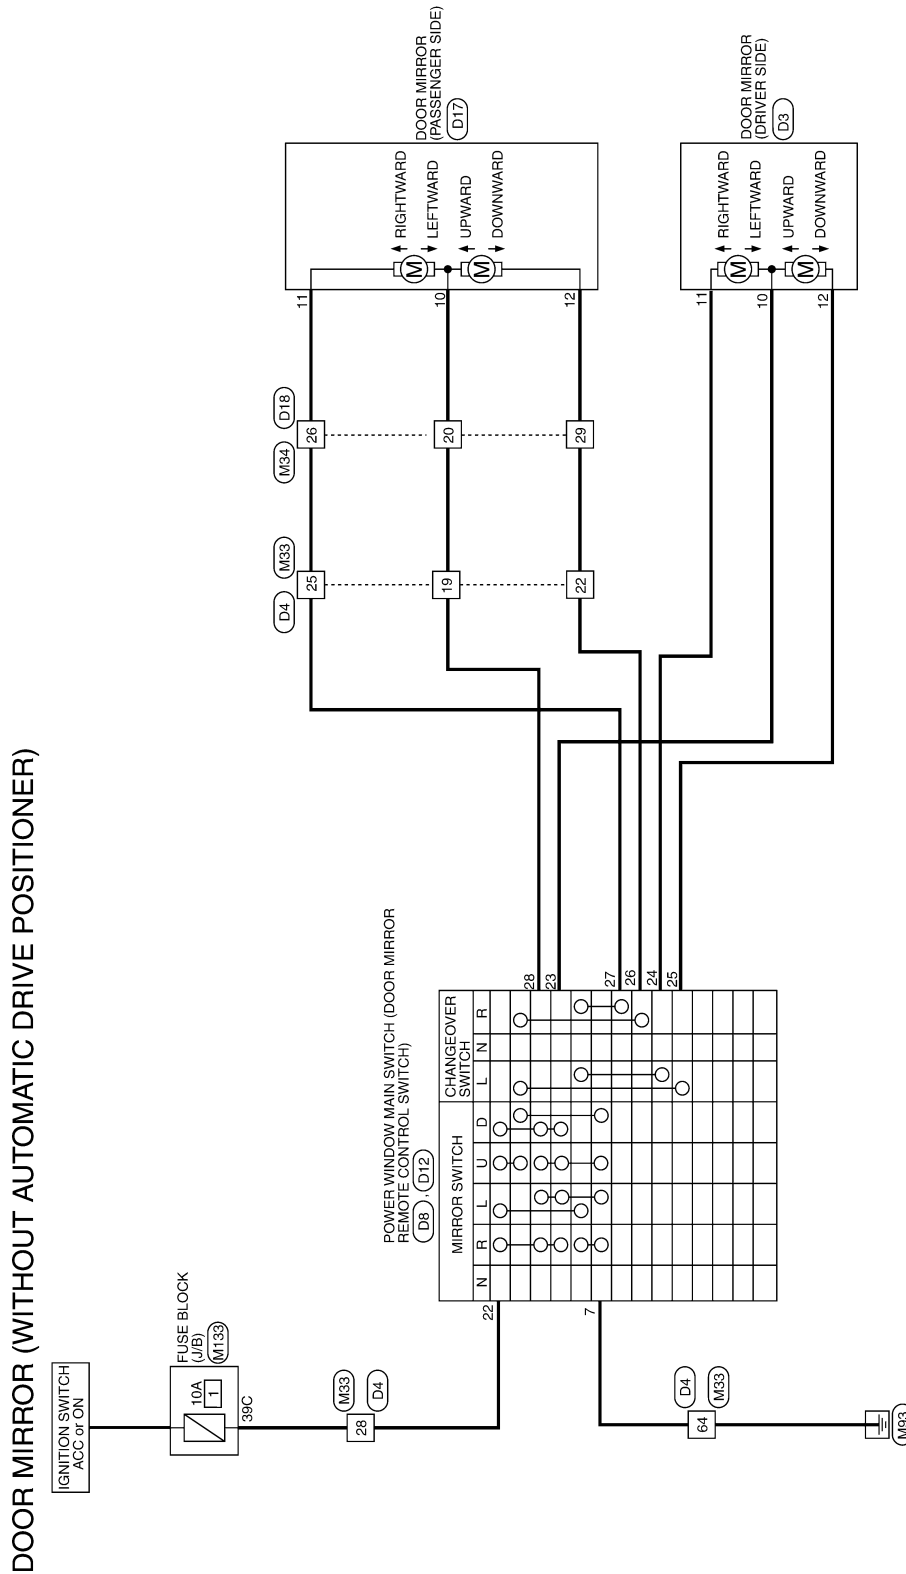 DOOR MIRROR (WITHOUT AUTOMATIC DRIVE POSITIONER)
IGNITION SWITCH
ACC or ON
FUSE BLOCK
(J/B)
M133
10A
1
39C
M33
D4
28
22
7
D4
M33
64
M93
POWER WINDOW MAIN SWITCH (DOOR MIRROR
REMOTE CONTROL SWITCH)
D8 , D12
MIRROR SWITCH
CHANGEOVER
SWITCH
N R L U D L N R
28
23
27
26
24
25
D4
M33
25
19
22
M34
D18
26
20
29
11
10
12
DOOR MIRROR
(PASSENGER SIDE)
D17
RIGHTWARD
LEFTWARD
UPWARD
DOWNWARD
M
M
11
10
12
DOOR MIRROR
(DRIVER SIDE)
D3
RIGHTWARD
LEFTWARD
UPWARD
DOWNWARD
M
M